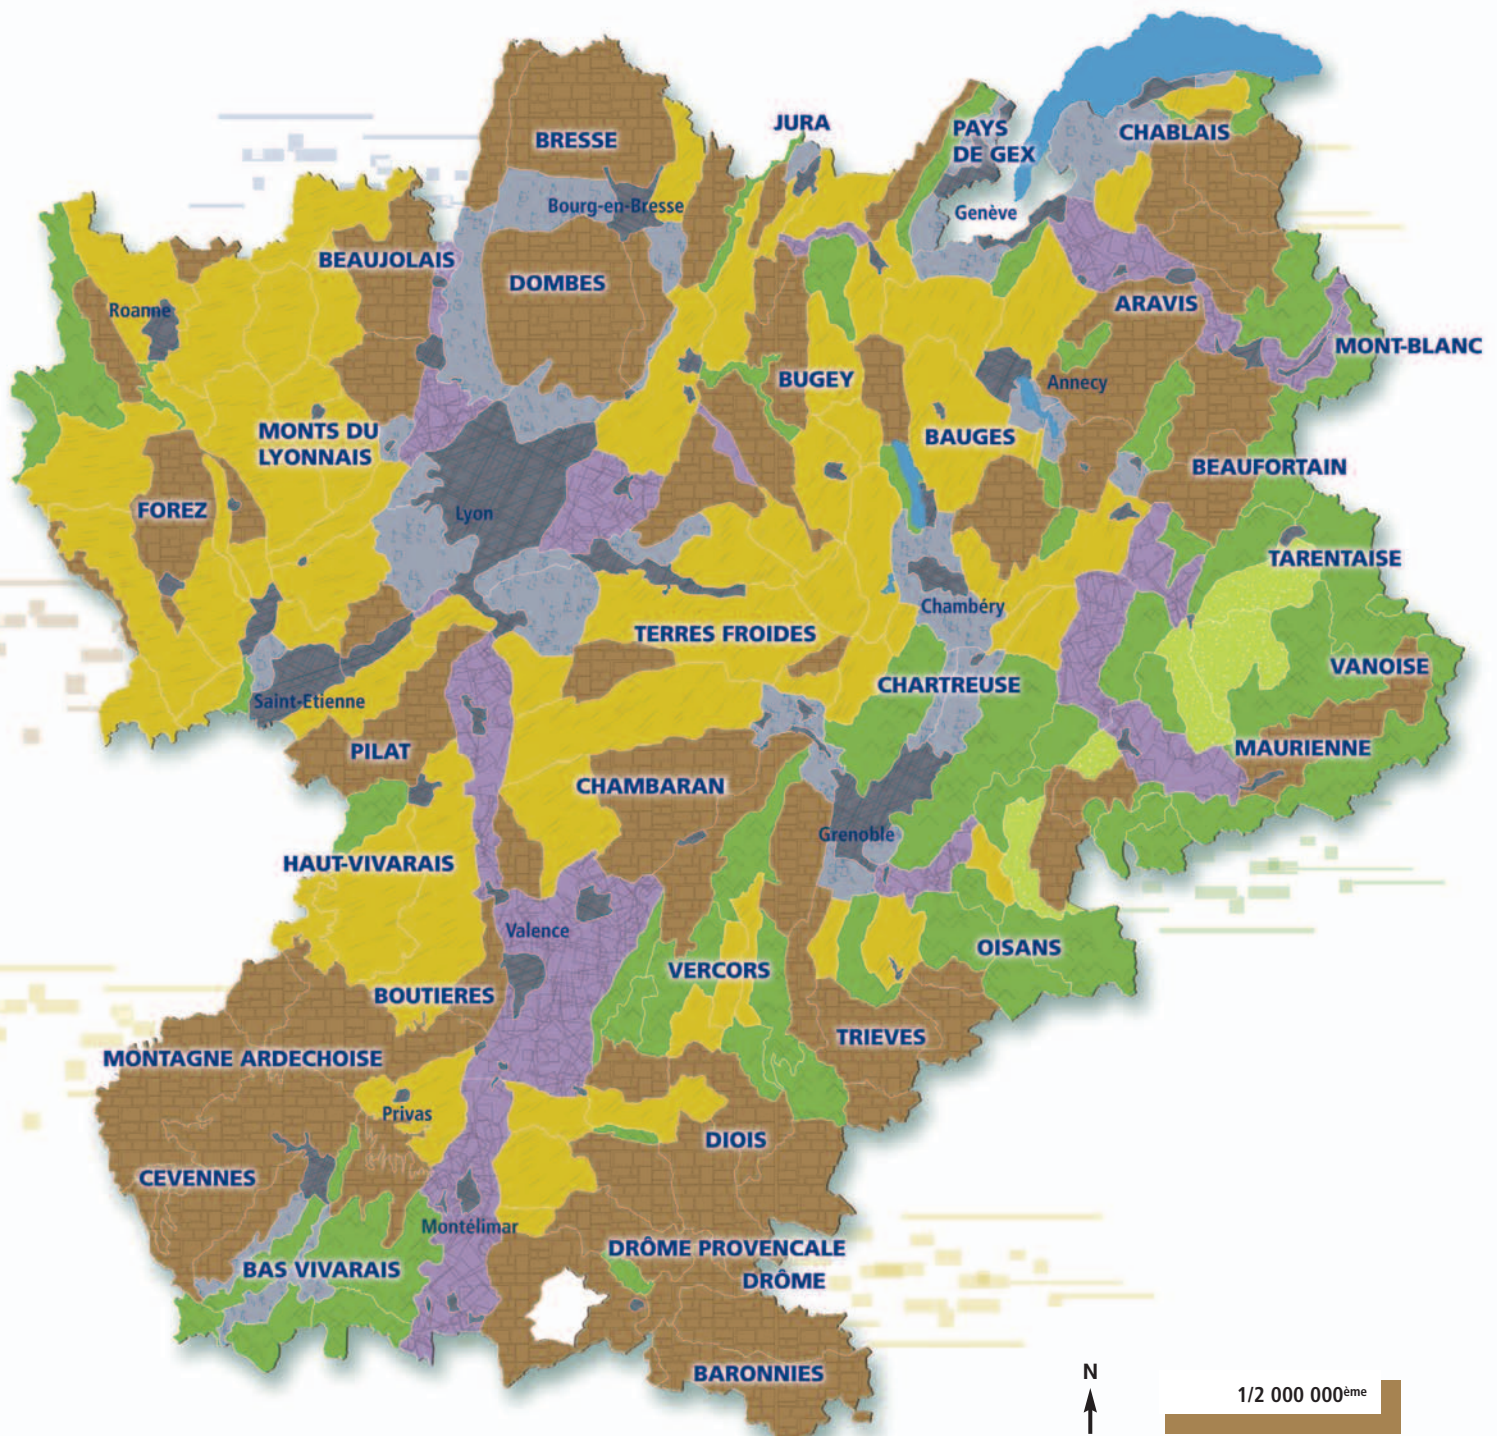 JURA
PAYS
DE GEX
CHABLAIS
BRESSE
Bourg-en-Bresse
Genève
BEAUJOLAIS
DOMBES
ARAVIS
Roanne
MONT-BLANC
BUGEY
Annecy
MONTS DU
LYONNAIS
BAUGES
BEAUFORTAIN
FOREZ
Lyon
TARENTAISE
Chambéry
TERRES FROIDES
VANOISE
CHARTREUSE
Saint-Etienne
PILAT
MAURIENNE
CHAMBARAN
Grenoble
HAUT-VIVARAIS
Valence
OISANS
VERCORS
BOUTIERES
TRIEVES
MONTAGNE ARDECHOISE
Privas
DIOIS
CEVENNES
Montélimar
DRÔME PROVENCALE
BAS VIVARAIS
DRÔME
BARONNIES
N
1/2 000 000ème